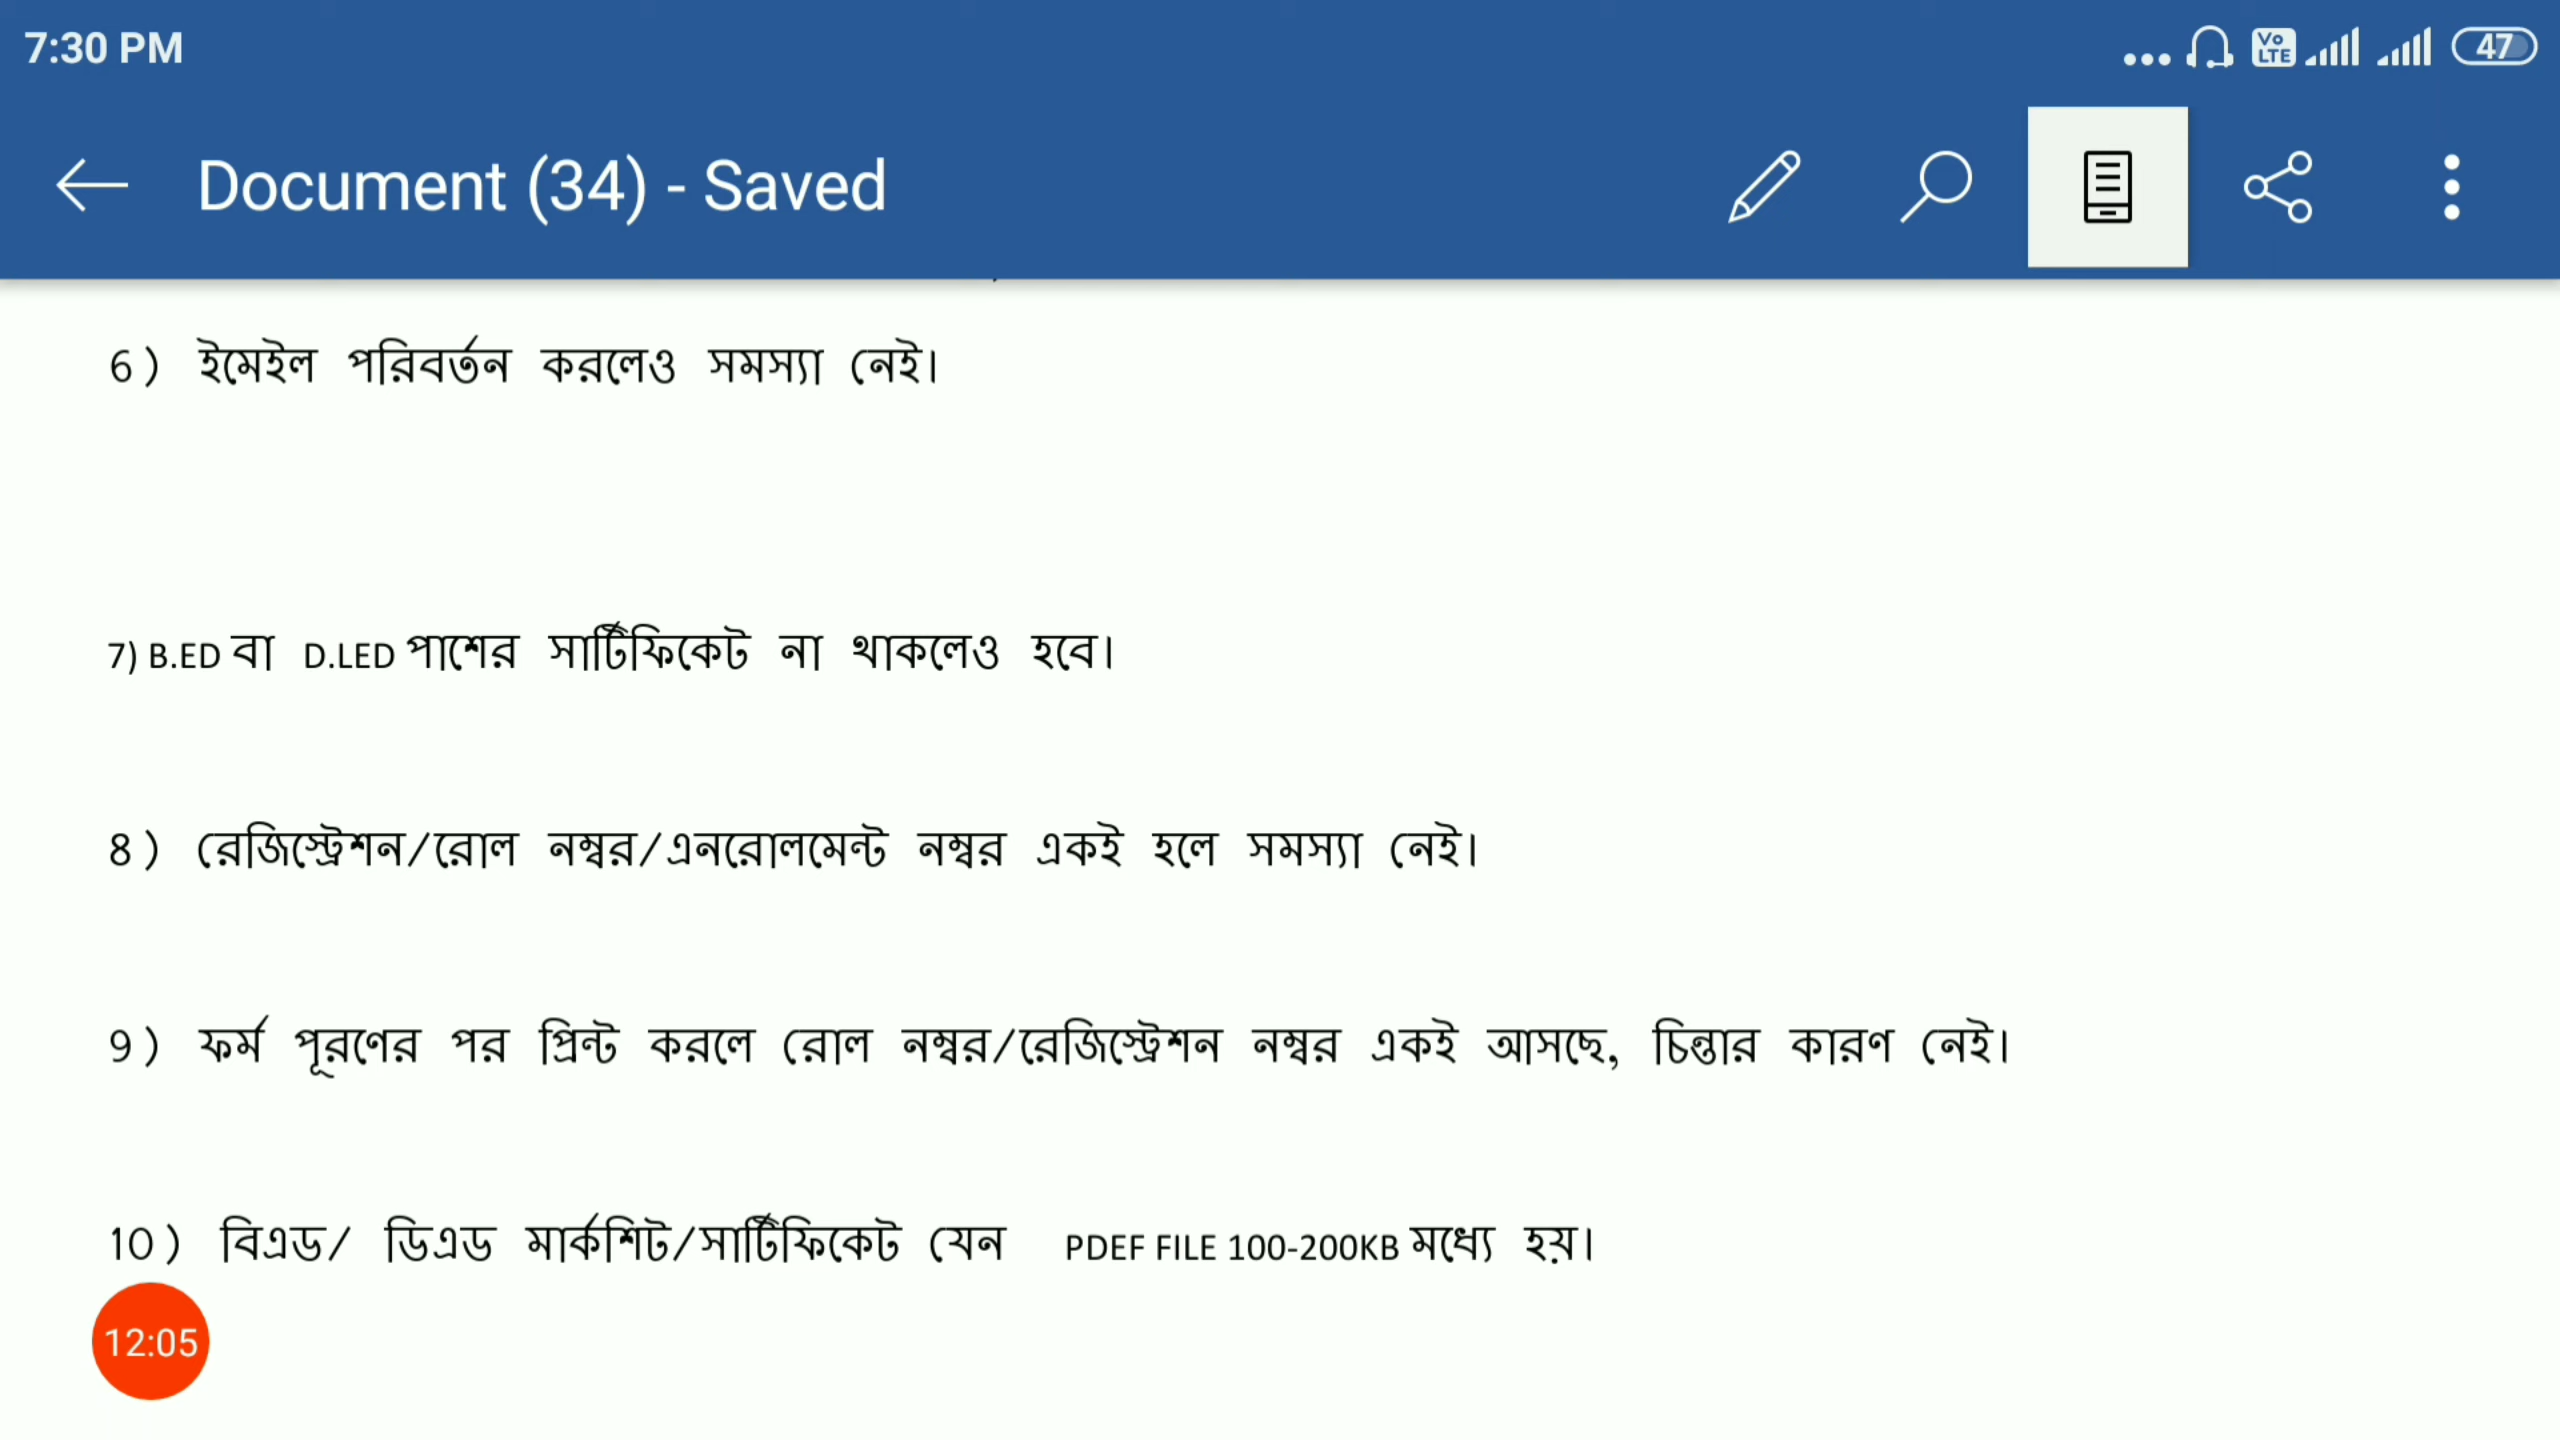 7:30 PM
Vo LTE
47
Document (34) - Saved
6) ইমেইল পরিবর্তন করলেও সমস্যা নেই।
7) B.ED বা D.LED পাশের সার্টিফিকেট না থাকলেও হবে।
8) রেজিস্ট্রেশন/রোল নম্বর/এনরোলমেন্ট নম্বর একই হলে সমস্যা নেই।
9) ফর্ম পূরণের পর প্রিন্ট করলে রোল নম্বর/রেজিস্ট্রেশন নম্বর একই আসছে, চিন্তার কারণ নেই।
10) বিএড/ ডিএড মার্কশিট/সার্টিফিকেট যেন PDEF FILE 100-200KB মধ্যে হয়।
12:05